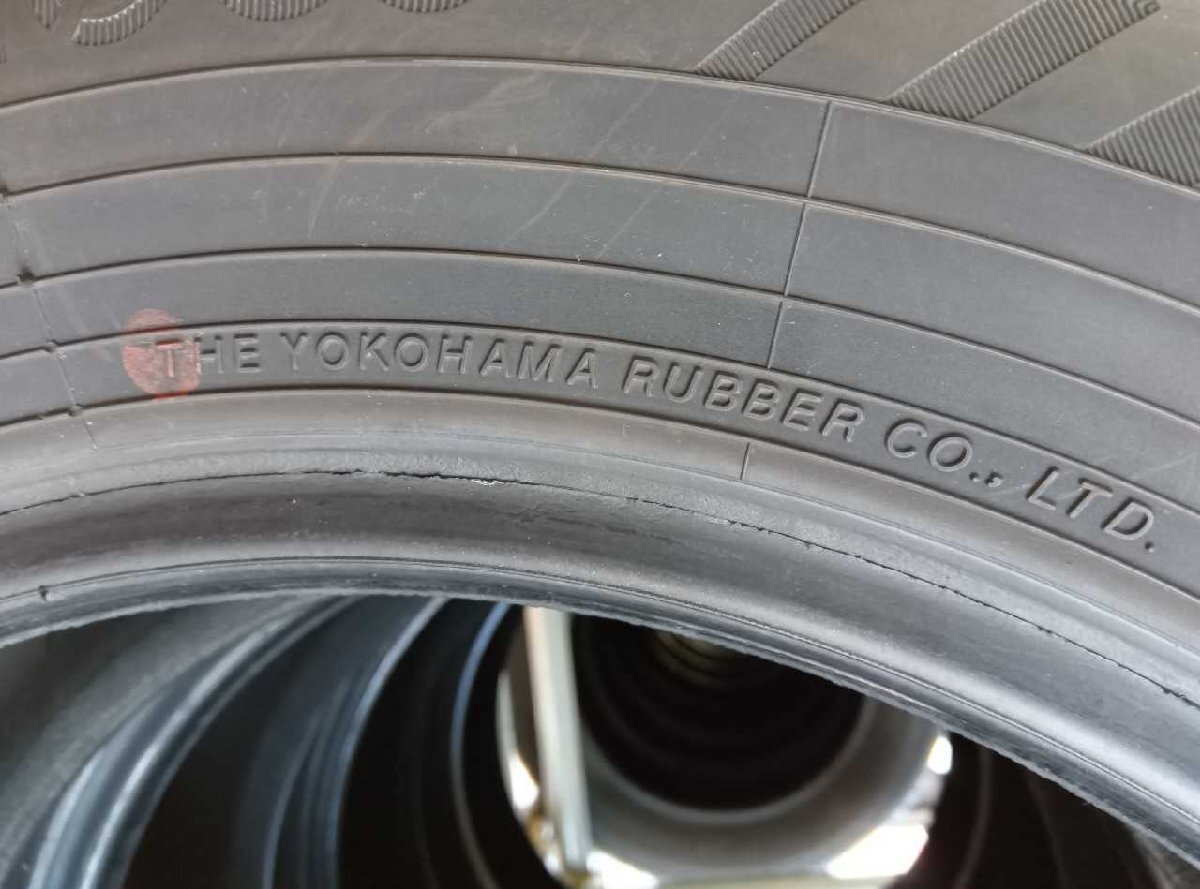 THE YOKOHAMA RUBBER CO., LTD.